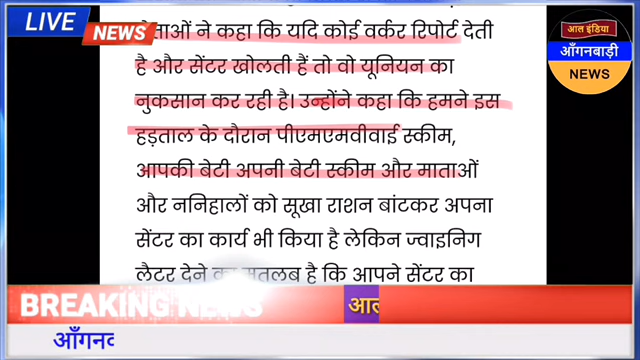 LIVE NEWS
आल इंडिया
आँगनबाड़ी
NEWS
नेताओं ने कहा कि यदि कोई वर्कर रिपोर्ट देती
है और सेंटर खोलती हैं तो वो यूनियन का
नुकसान कर रही है। उन्होंने कहा कि हमने इस
हड़ताल के दौरान पीएमएमवीवाई स्कीम,
आपकी बेटी अपनी बेटी स्कीम और माताओं
और ननिहालों को सूखा राशन बांटकर अपना
सेंटर का कार्य भी किया है लेकिन ज्वाइनिग
लैटर देने का मतलब है कि आपने सेंटर का
BREAKING NEWS